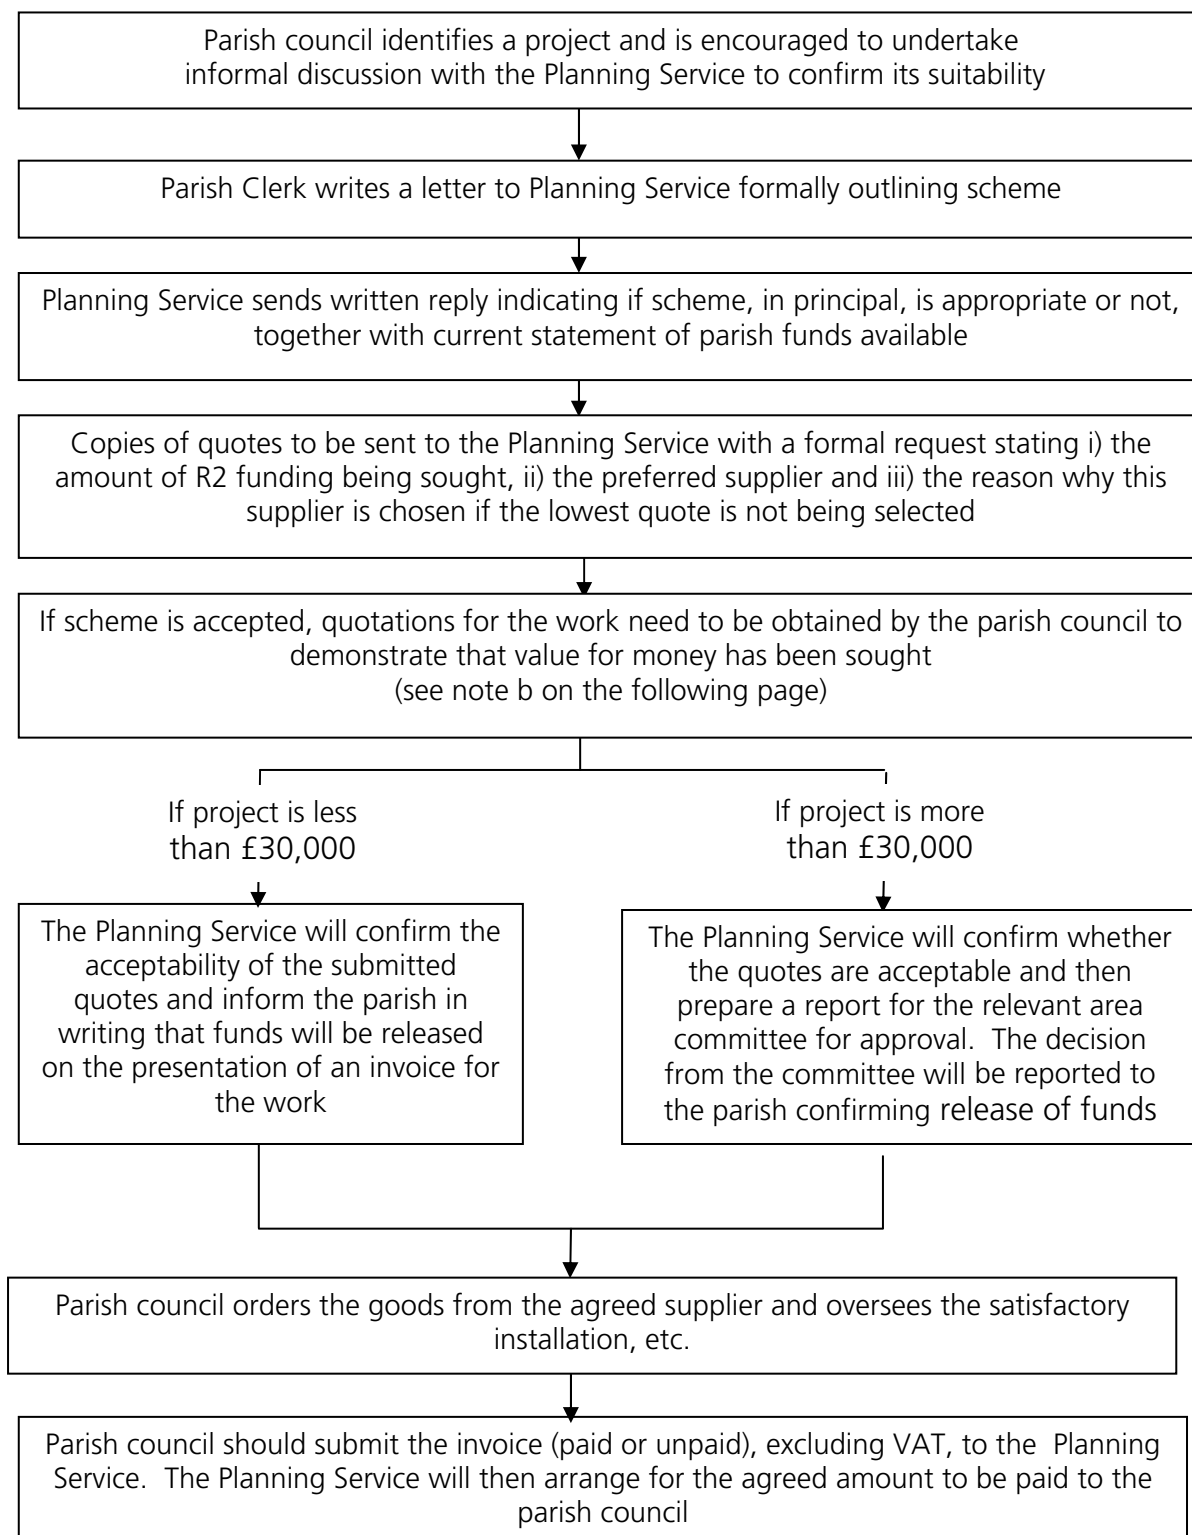 Parish council identifies a project and is encouraged to undertake
informal discussion with the Planning Service to confirm its suitability
Parish Clerk writes a letter to Planning Service formally outlining scheme
Planning Service sends written reply indicating if scheme, in principal, is appropriate or not,
together with current statement of parish funds available
Copies of quotes to be sent to the Planning Service with a formal request stating i) the
amount of R2 funding being sought, ii) the preferred supplier and iii) the reason why this
supplier is chosen if the lowest quote is not being selected
If scheme is accepted, quotations for the work need to be obtained by the parish council to
demonstrate that value for money has been sought
(see note b on the following page)
If project is less
than £30,000
If project is more
than £30,000
The Planning Service will confirm the
acceptability of the submitted
quotes and inform the parish in
writing that funds will be released
on the presentation of an invoice for
the work
The Planning Service will confirm whether
the quotes are acceptable and then
prepare a report for the relevant area
committee for approval.  The decision
from the committee will be reported to
the parish confirming release of funds
Parish council orders the goods from the agreed supplier and oversees the satisfactory
installation, etc.
Parish council should submit the invoice (paid or unpaid), excluding VAT, to the  Planning
Service.  The Planning Service will then arrange for the agreed amount to be paid to the
parish council